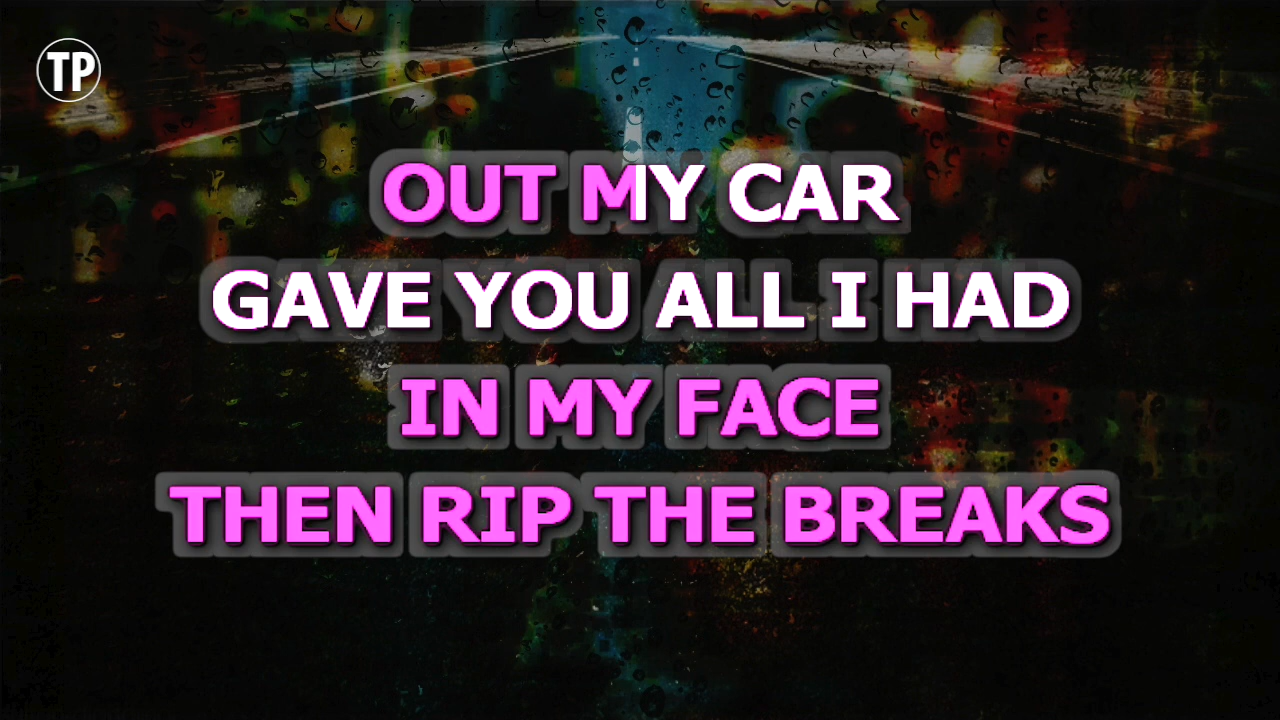 TP
OUT MY CAR
GAVE YOU ALL I HAD
IN MY FACE
THEN RIP THE BREAKS